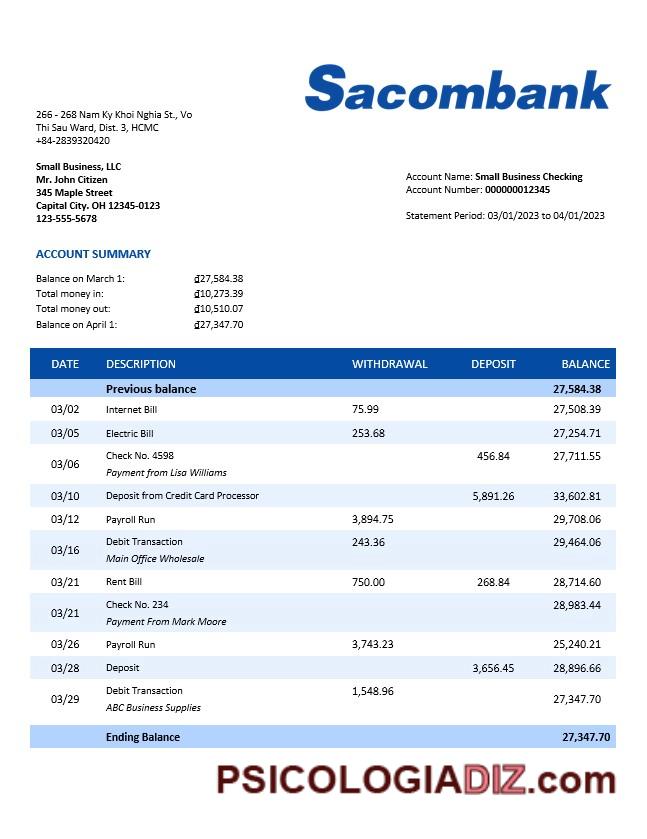 Sacombank
266 - 268 Nam Ky Khoi Nghia St., Vo
Thi Sau Ward, Dist. 3, HCMC
+84-2839320420
Small Business, LLC
Mr. John Citizen
345 Maple Street
Capital City. OH 12345-0123
123-555-5678
Account Name: Small Business Checking
Account Number: 000000012345
Statement Period: 03/01/2023 to 04/01/2023
ACCOUNT SUMMARY
Balance on March 1: ₫27,584.38
Total money in: ₫10,273.39
Total money out: ₫10,510.07
Balance on April 1: ₫27,347.70
DATE DESCRIPTION WITHDRAWAL DEPOSIT BALANCE
Previous balance 27,584.38
03/02 Internet Bill 75.99 27,508.39
03/05 Electric Bill 253.68 27,254.71
03/06 Check No. 4598 456.84 27,711.55
Payment from Lisa Williams
03/10 Deposit from Credit Card Processor 5,891.26 33,602.81
03/12 Payroll Run 3,894.75 29,708.06
03/16 Debit Transaction 243.36 29,464.06
Main Office Wholesale
03/21 Rent Bill 750.00 268.84 28,714.60
03/21 Check No. 234 28,983.44
Payment From Mark Moore
03/26 Payroll Run 3,743.23 25,240.21
03/28 Deposit 3,656.45 28,896.66
03/29 Debit Transaction 1,548.96 27,347.70
ABC Business Supplies
Ending Balance 27,347.70
PSICOLOGIADIZ.com